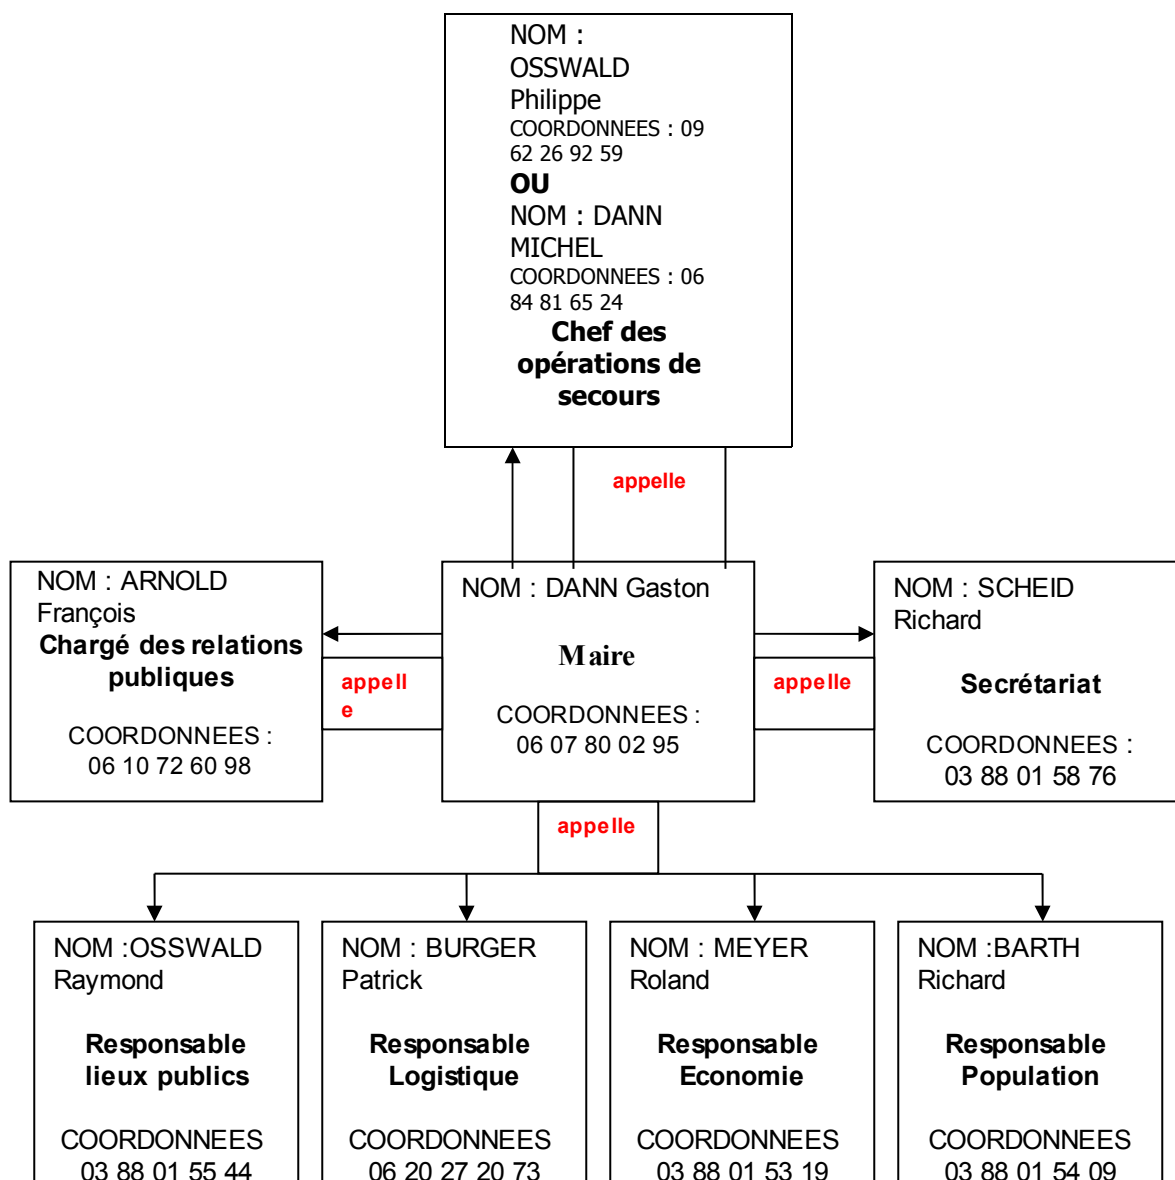 NOM :
OSSWALD
Philippe
COORDONNEES : 09
62 26 92 59
OU
NOM : DANN
MICHEL
COORDONNEES : 06
84 81 65 24
Chef des
opérations de
secours
appelle
NOM : ARNOLD
François
Chargé des relations
publiques
COORDONNEES :
06 10 72 60 98
appell
e
NOM : DANN Gaston
Maire
COORDONNEES :
06 07 80 02 95
appelle
NOM : SCHEID
Richard
Secrétariat
COORDONNEES :
03 88 01 58 76
appelle
NOM :OSSWALD
Raymond
Responsable
lieux publics
COORDONNEES
03 88 01 55 44
NOM : BURGER
Patrick
Responsable
Logistique
COORDONNEES
06 20 27 20 73
NOM : MEYER
Roland
Responsable
Economie
COORDONNEES
03 88 01 53 19
NOM :BARTH
Richard
Responsable
Population
COORDONNEES
03 88 01 54 09